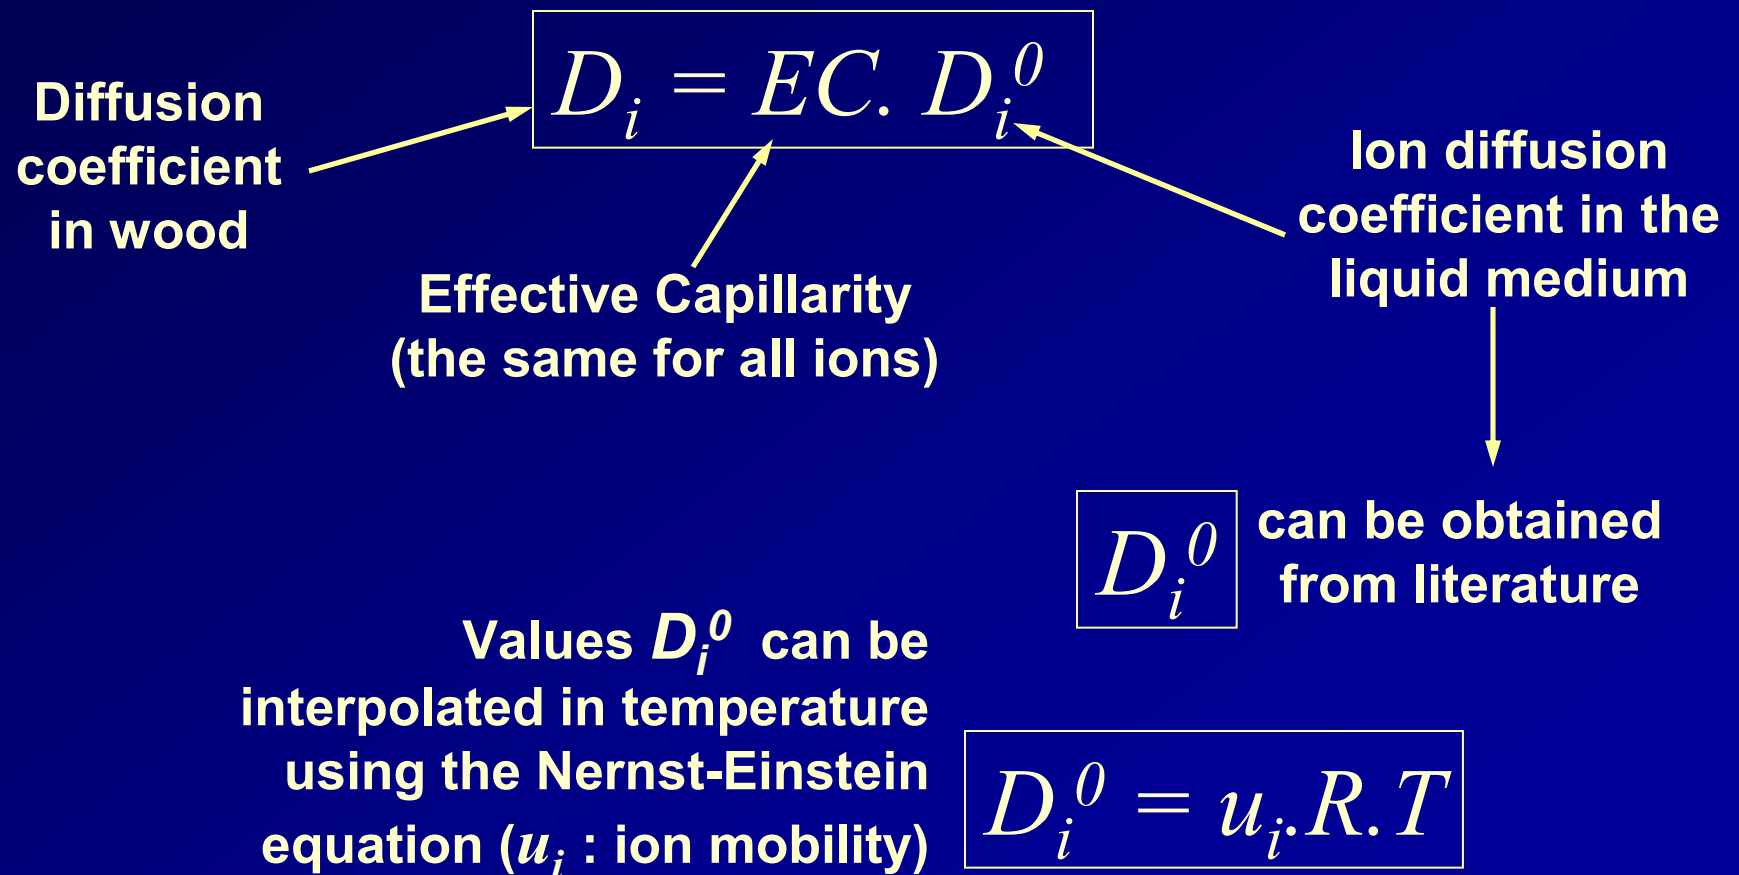 D_i = EC. D_i^0
Diffusion
coefficient
in wood
Effective Capillarity
(the same for all ions)
Ion diffusion
coefficient in the
liquid medium
D_i^0
can be obtained
from literature
Values D_i^0 can be
interpolated in temperature
using the Nernst-Einstein
equation (u_i : ion mobility)
D_i^0 = u_i.R.T